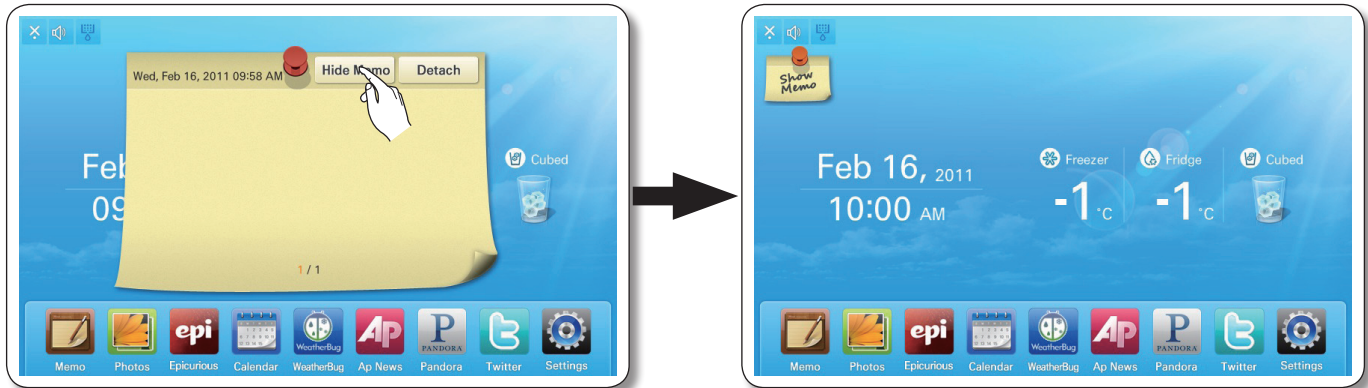 Wed, Feb 16, 2011 09:58 AM
Hide Memo
Detach
Feb
09
Cubed
1 / 1
epi
WeatherBug
AP
P
PANDORA
Memo
Photos
Epicurious
Calendar
WeatherBug
Ap News
Pandora
Twitter
Settings
Show
Memo
Feb 16, 2011
10:00 AM
Freezer
-1 °C
Fridge
-1 °C
Cubed
epi
WeatherBug
AP
P
PANDORA
Memo
Photos
Epicurious
Calendar
WeatherBug
Ap News
Pandora
Twitter
Settings